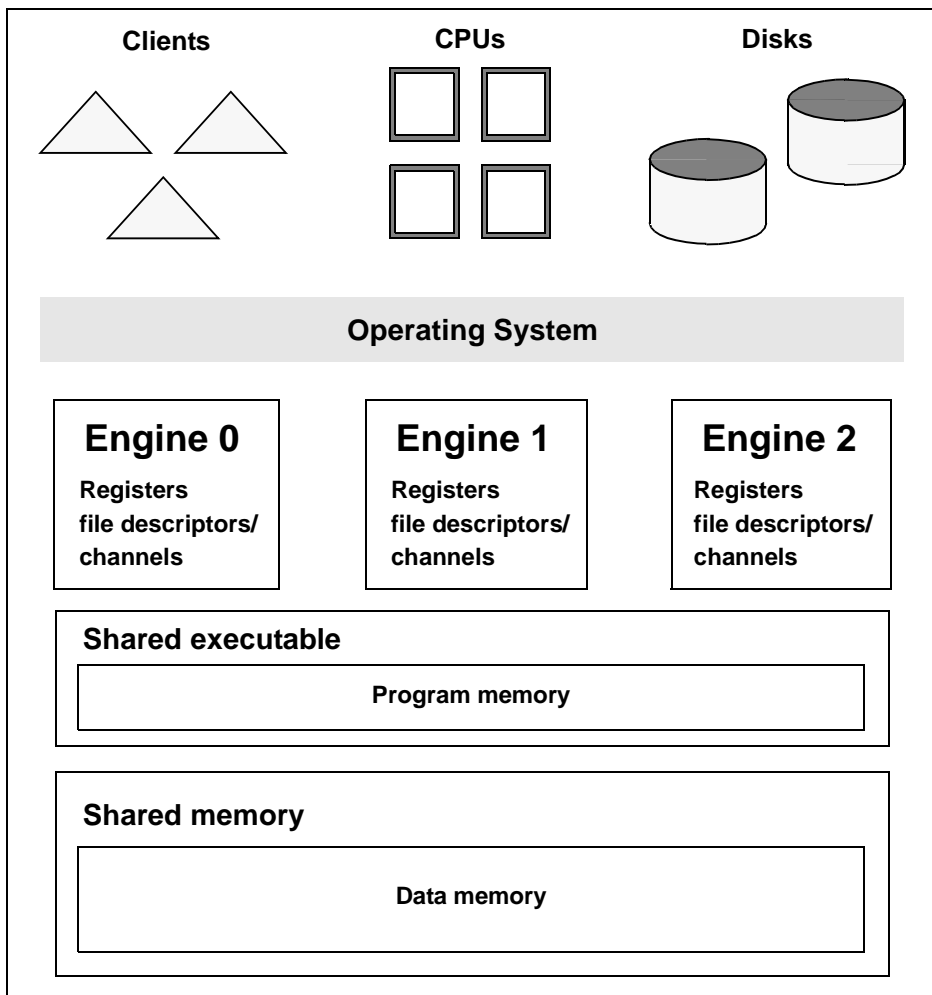 Clients
CPUs
Disks
Operating System
Engine 0
Registers
file descriptors/
channels
Engine 1
Registers
file descriptors/
channels
Engine 2
Registers
file descriptors/
channels
Shared executable
Program memory
Shared memory
Data memory